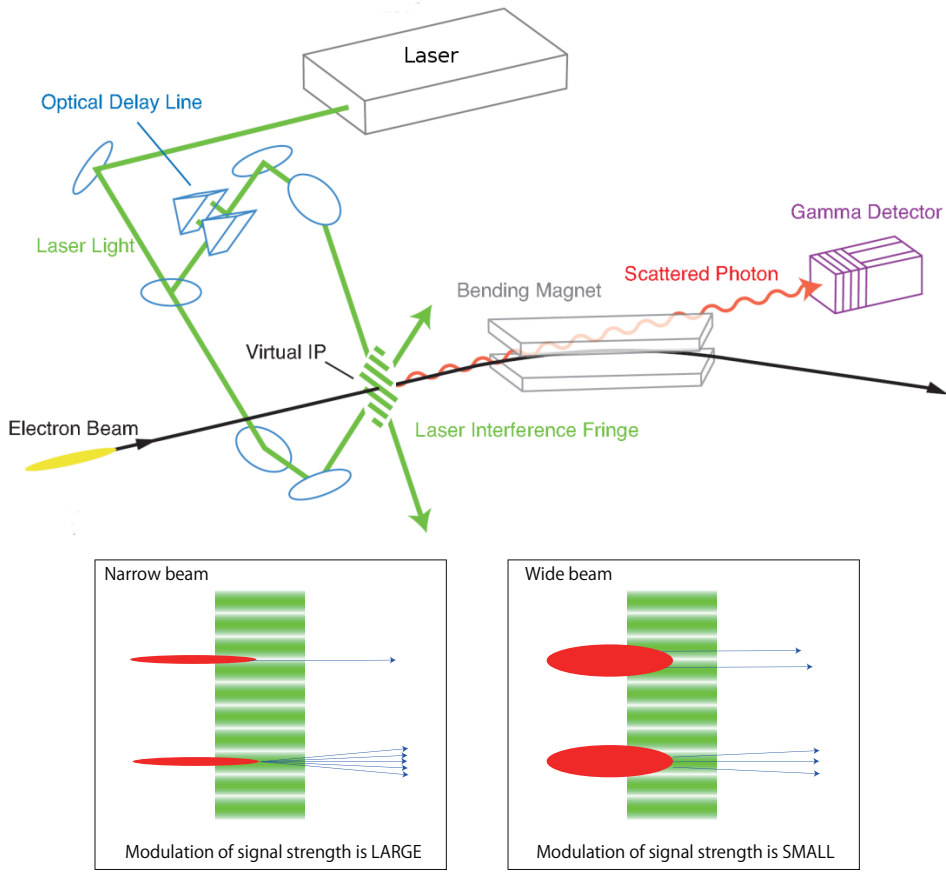 Laser
Optical Delay Line
Gamma Detector
Laser Light
Scattered Photon
Bending Magnet
Virtual IP
Electron Beam
Laser Interference Fringe
Narrow beam
Modulation of signal strength is LARGE
Wide beam
Modulation of signal strength is SMALL